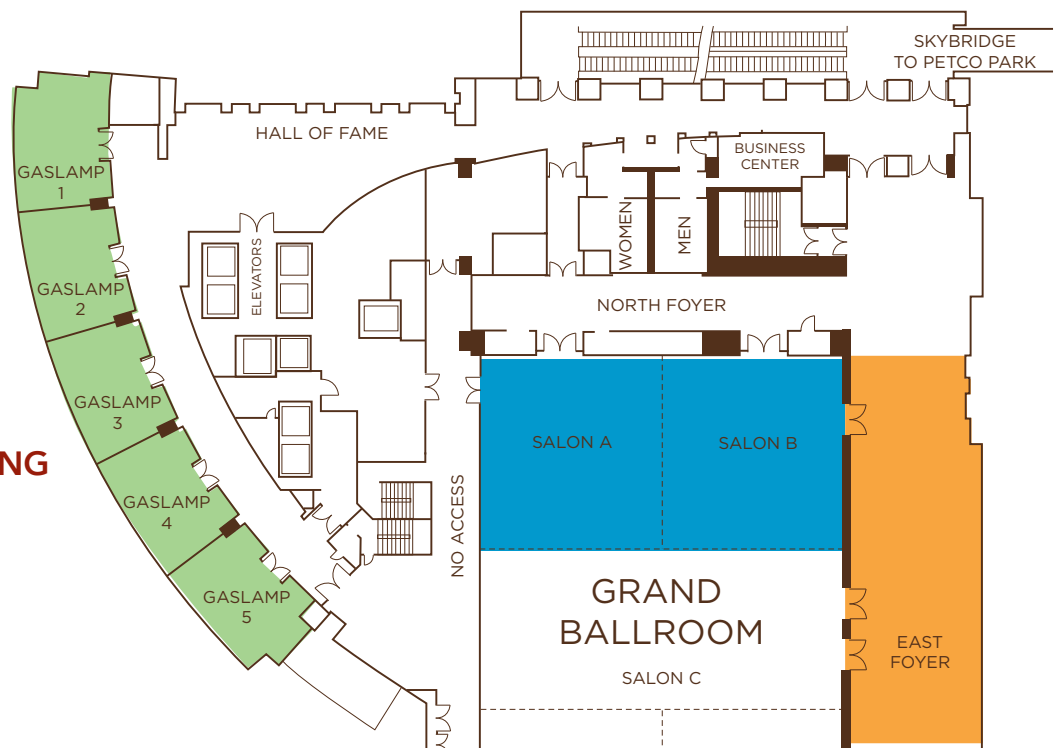 SKYBRIDGE
TO PETCO PARK
HALL OF FAME
BUSINESS
CENTER
GASLAMP
1
WOMEN
MEN
ELEVATORS
GASLAMP
2
NORTH FOYER
GASLAMP
3
SALON A
SALON B
NG
GASLAMP
4
NO ACCESS
GASLAMP
5
GRAND
BALLROOM
EAST
FOYER
SALON C